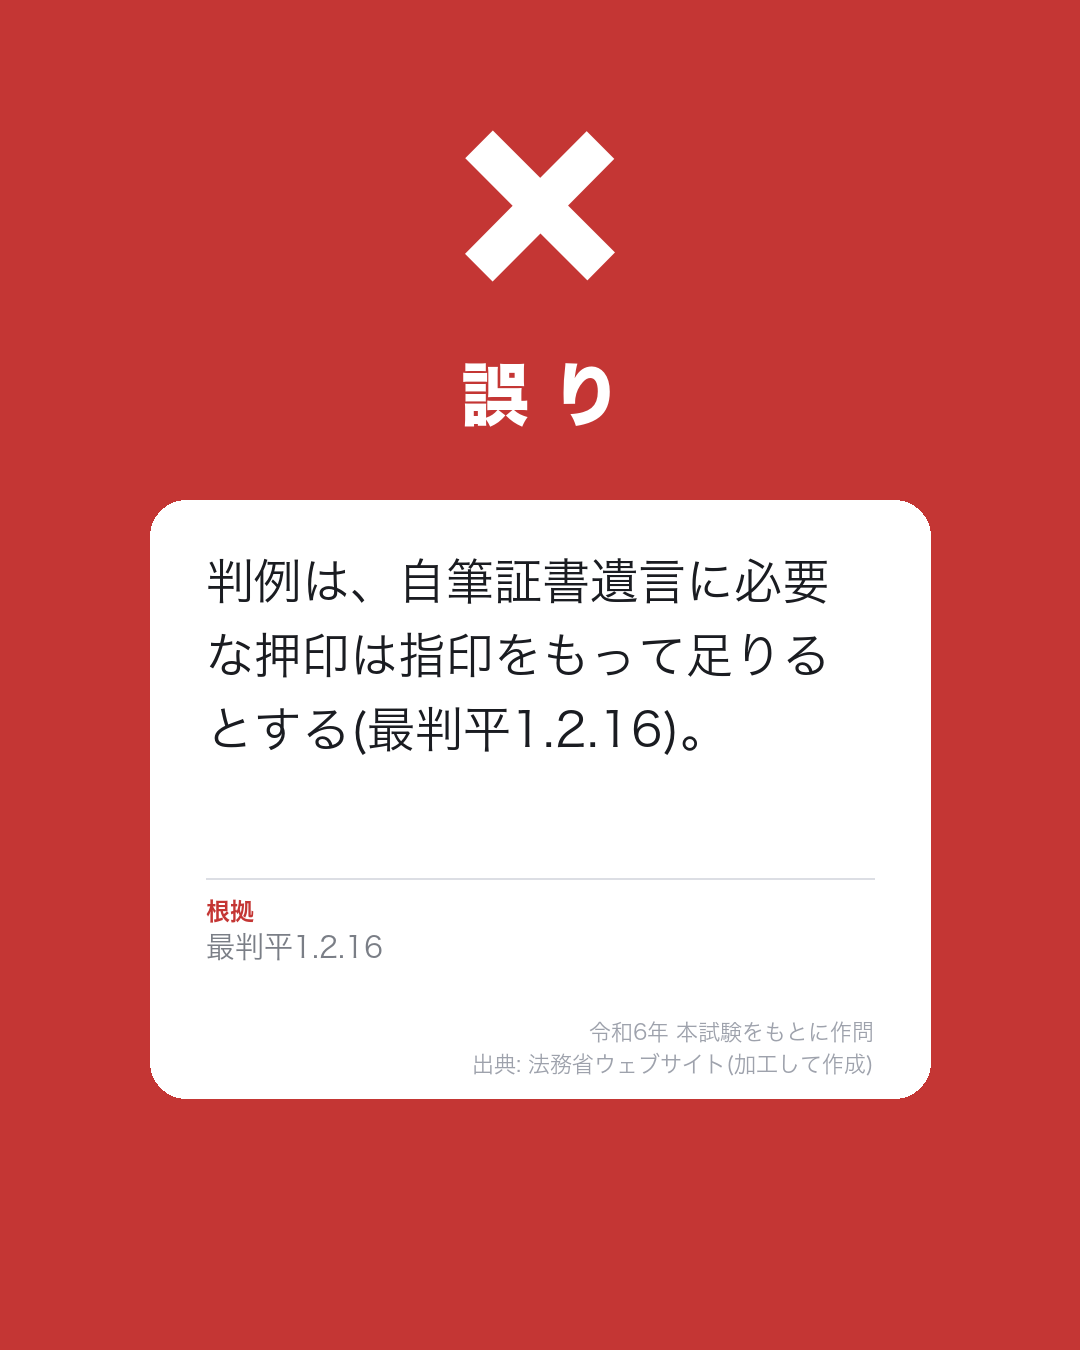 誤り
判例は、自筆証書遺言に必要
な押印は指印をもって足りる
とする(最判平1.2.16)。
根拠
最判平1.2.16
令和6年 本試験をもとに作問
出典: 法務省ウェブサイト(加工して作成)